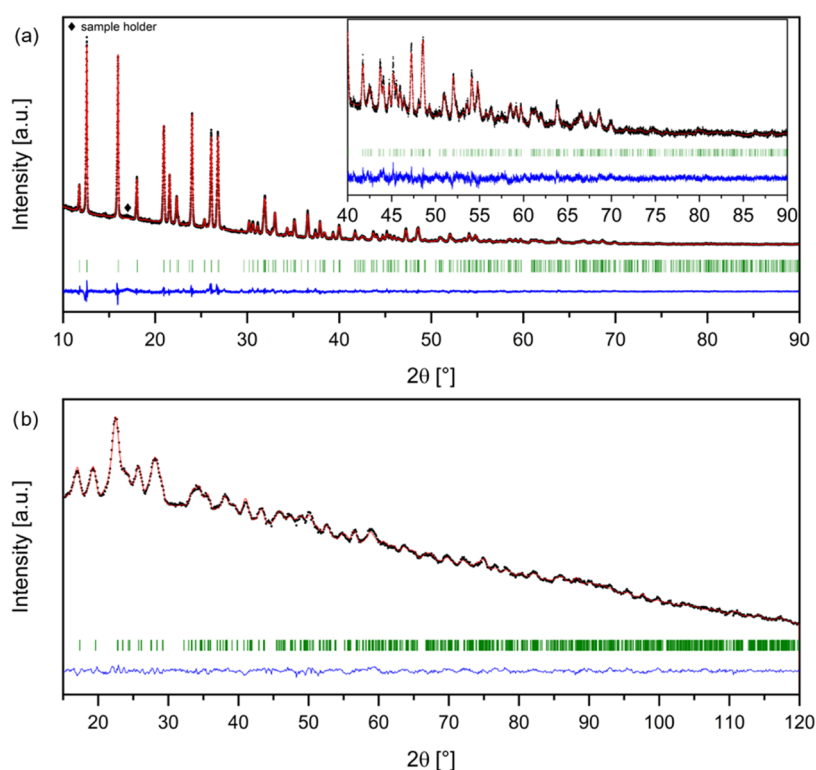 (a)
◆ sample holder
Intensity [a.u.]
40 45 50 55 60 65 70 75 80 85 90
10 20 30 40 50 60 70 80 90
2θ [°]
(b)
Intensity [a.u.]
20 30 40 50 60 70 80 90 100 110 120
2θ [°]